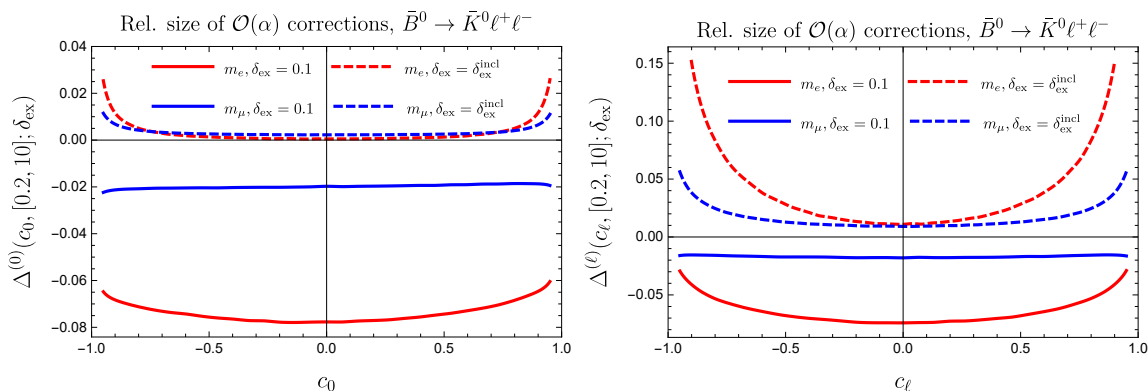 Rel. size of 𝒪(α) corrections, B̄⁰ → K̄⁰ℓ⁺ℓ⁻
Δ⁽⁰⁾(c₀, [0.2, 10]; δ_ex)
0.04
0.02
0.00
−0.02
−0.04
−0.06
−0.08
m_e, δ_ex = 0.1
m_e, δ_ex = δ_ex^incl
m_μ, δ_ex = 0.1
m_μ, δ_ex = δ_ex^incl
−1.0 −0.5 0.0 0.5 1.0
c₀
Rel. size of 𝒪(α) corrections, B̄⁰ → K̄⁰ℓ⁺ℓ⁻
Δ^(ℓ)(c_ℓ, [0.2, 10]; δ_ex)
0.15
0.10
0.05
0.00
−0.05
m_e, δ_ex = 0.1
m_e, δ_ex = δ_ex^incl
m_μ, δ_ex = 0.1
m_μ, δ_ex = δ_ex^incl
−1.0 −0.5 0.0 0.5 1.0
c_ℓ